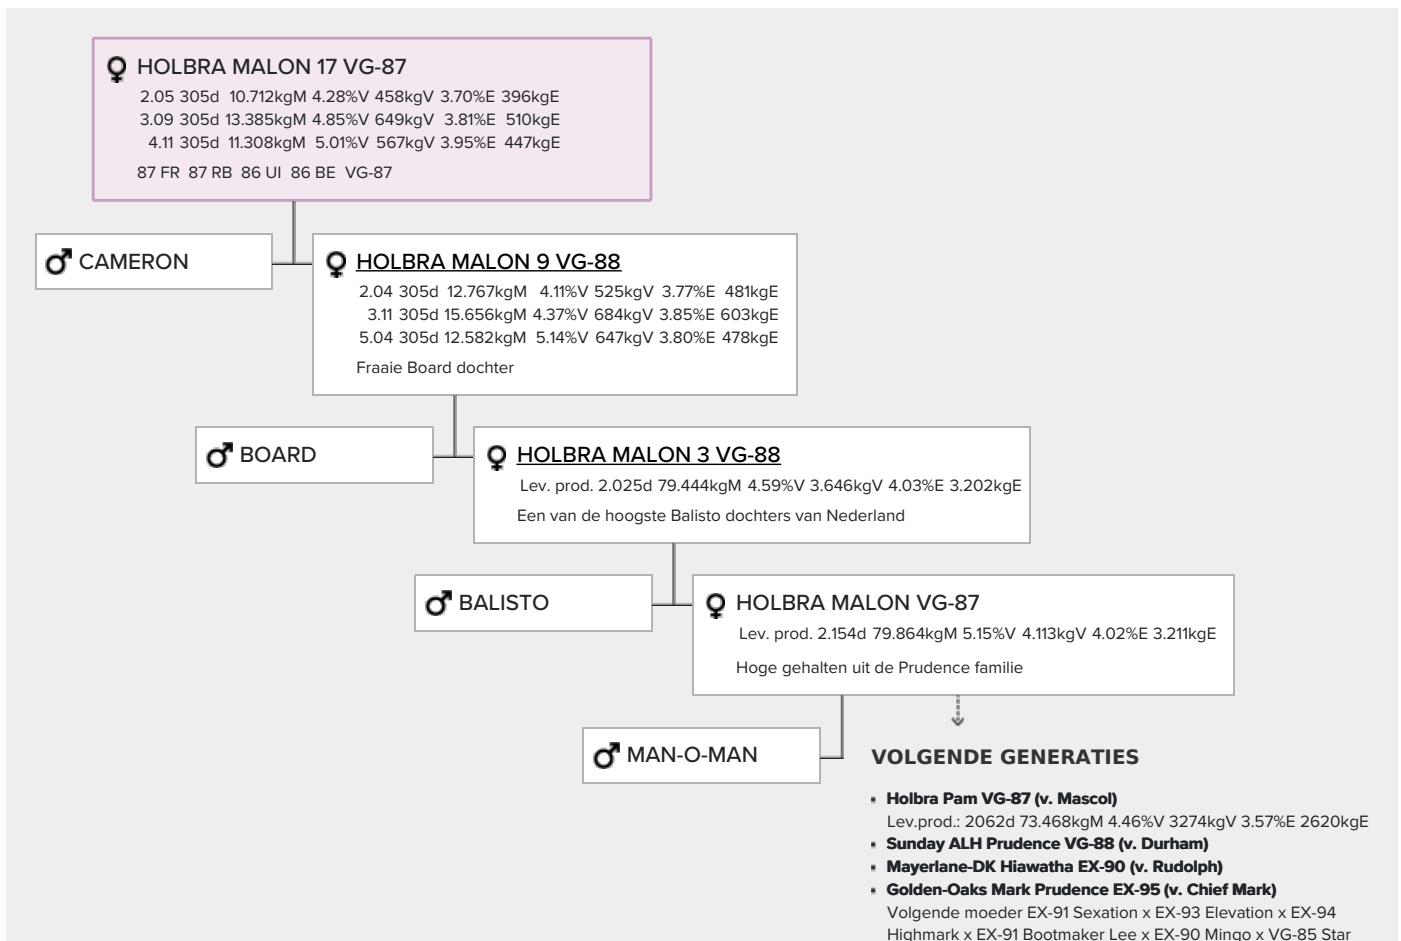 HOLBRA MALON 17 VG-87
2.05 305d 10.712kgM 4.28%V 458kgV 3.70%E 396kgE
3.09 305d 13.385kgM 4.85%V 649kgV 3.81%E 510kgE
4.11 305d 11.308kgM 5.01%V 567kgV 3.95%E 447kgE
87 FR 87 RB 86 UI 86 BE VG-87
CAMERON
HOLBRA MALON 9 VG-88
2.04 305d 12.767kgM 4.11%V 525kgV 3.77%E 481kgE
3.11 305d 15.656kgM 4.37%V 684kgV 3.85%E 603kgE
5.04 305d 12.582kgM 5.14%V 647kgV 3.80%E 478kgE
Fraaie Board dochter
BOARD
HOLBRA MALON 3 VG-88
Lev. prod. 2.025d 79.444kgM 4.59%V 3.646kgV 4.03%E 3.202kgE
Een van de hoogste Balisto dochters van Nederland
BALISTO
HOLBRA MALON VG-87
Lev. prod. 2.154d 79.864kgM 5.15%V 4.113kgV 4.02%E 3.211kgE
Hoge gehalten uit de Prudence familie
MAN-O-MAN
VOLGENDE GENERATIES
Holbra Pam VG-87 (v. Mascol)
Lev.prod.: 2062d 73.468kgM 4.46%V 3274kgV 3.57%E 2620kgE
Sunday ALH Prudence VG-88 (v. Durham)
Mayerlane-DK Hiawatha EX-90 (v. Rudolph)
Golden-Oaks Mark Prudence EX-95 (v. Chief Mark)
Volgende moeder EX-91 Sexation x EX-93 Elevation x EX-94
Highmark x EX-91 Bootmaker Lee x EX-90 Mingo x VG-85 Star